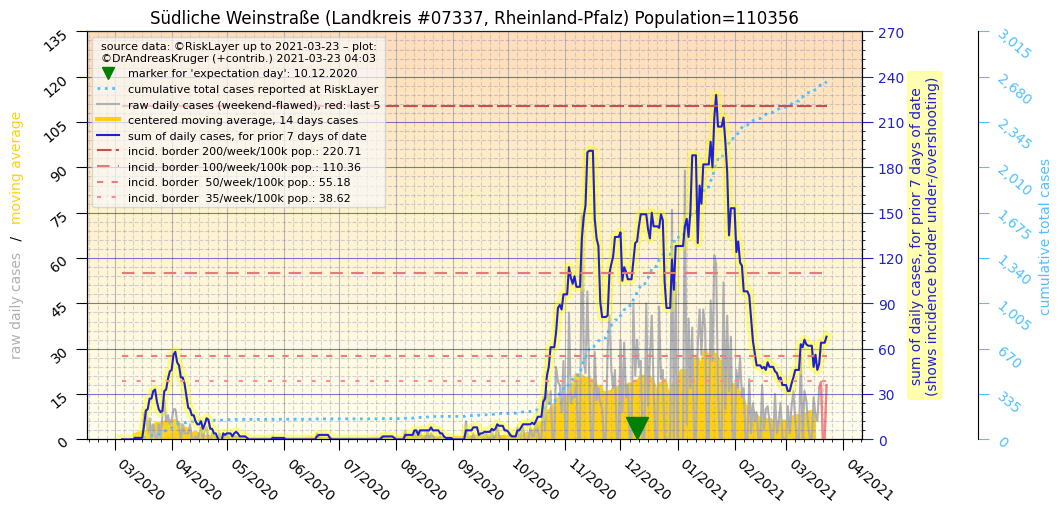 Südliche Weinstraße (Landkreis #07337, Rheinland-Pfalz) Population=110356
source data: ©RiskLayer up to 2021-03-23 – plot:
©DrAndreasKruger (+contrib.) 2021-03-23 04:03
marker for 'expectation day': 10.12.2020
cumulative total cases reported at RiskLayer
raw daily cases (weekend-flawed), red: last 5
centered moving average, 14 days cases
sum of daily cases, for prior 7 days of date
incid. border 200/week/100k pop.: 220.71
incid. border 100/week/100k pop.: 110.36
incid. border  50/week/100k pop.: 55.18
incid. border  35/week/100k pop.: 38.62
raw daily cases  /  moving average
135
120
105
90
75
60
45
30
15
0
270
240
210
180
150
120
90
60
30
0
sum of daily cases, for prior 7 days of date
(shows incidence border under-/overshooting)
3,015
2,680
2,345
2,010
1,675
1,340
1,005
670
335
0
cumulative total cases
03/2020
04/2020
05/2020
06/2020
07/2020
08/2020
09/2020
10/2020
11/2020
12/2020
01/2021
02/2021
03/2021
04/2021